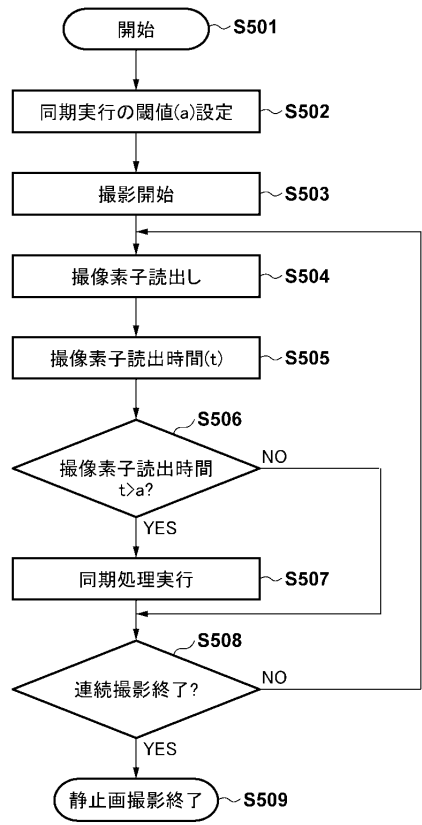 開始
S501
同期実行の閾値(a)設定
S502
撮影開始
S503
撮像素子読出し
S504
撮像素子読出時間(t)
S505
S506
撮像素子読出時間
t>a?
NO
YES
同期処理実行
S507
S508
連続撮影終了?
NO
YES
静止画撮影終了
S509